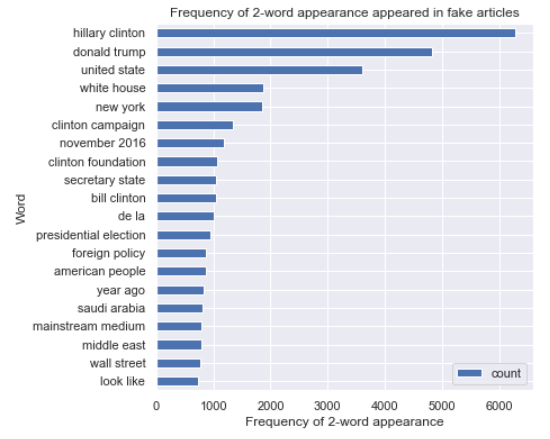 Frequency of 2-word appearance appeared in fake articles
hillary clinton
donald trump
united state
white house
new york
clinton campaign
november 2016
clinton foundation
secretary state
bill clinton
de la
presidential election
foreign policy
american people
year ago
saudi arabia
mainstream medium
middle east
wall street
look like
Word
count
0 1000 2000 3000 4000 5000 6000
Frequency of 2-word appearance